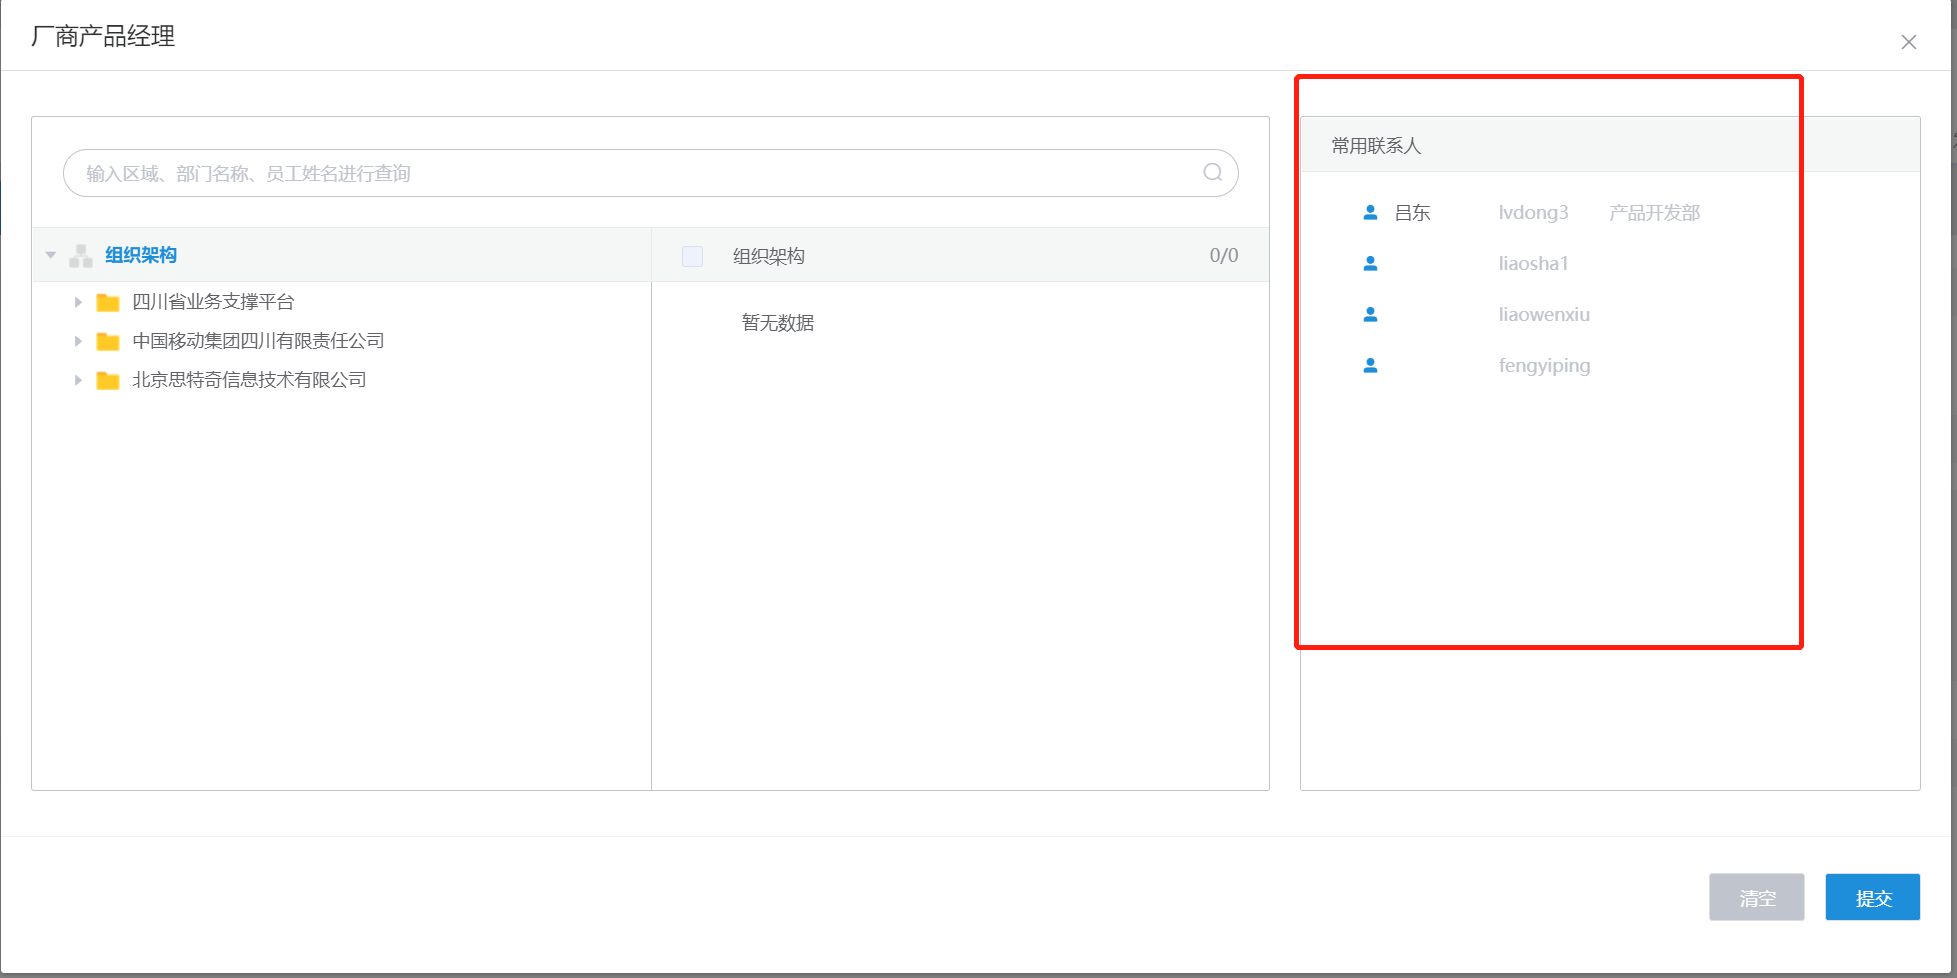 厂商产品经理
输入区域、部门名称、员工姓名进行查询
组织架构
四川省业务支撑平台
中国移动集团四川有限责任公司
北京思特奇信息技术有限公司
组织架构 0/0
暂无数据
常用联系人
吕东 lvdong3 产品开发部
liaosha1
liaowenxiu
fengyiping
清空 提交